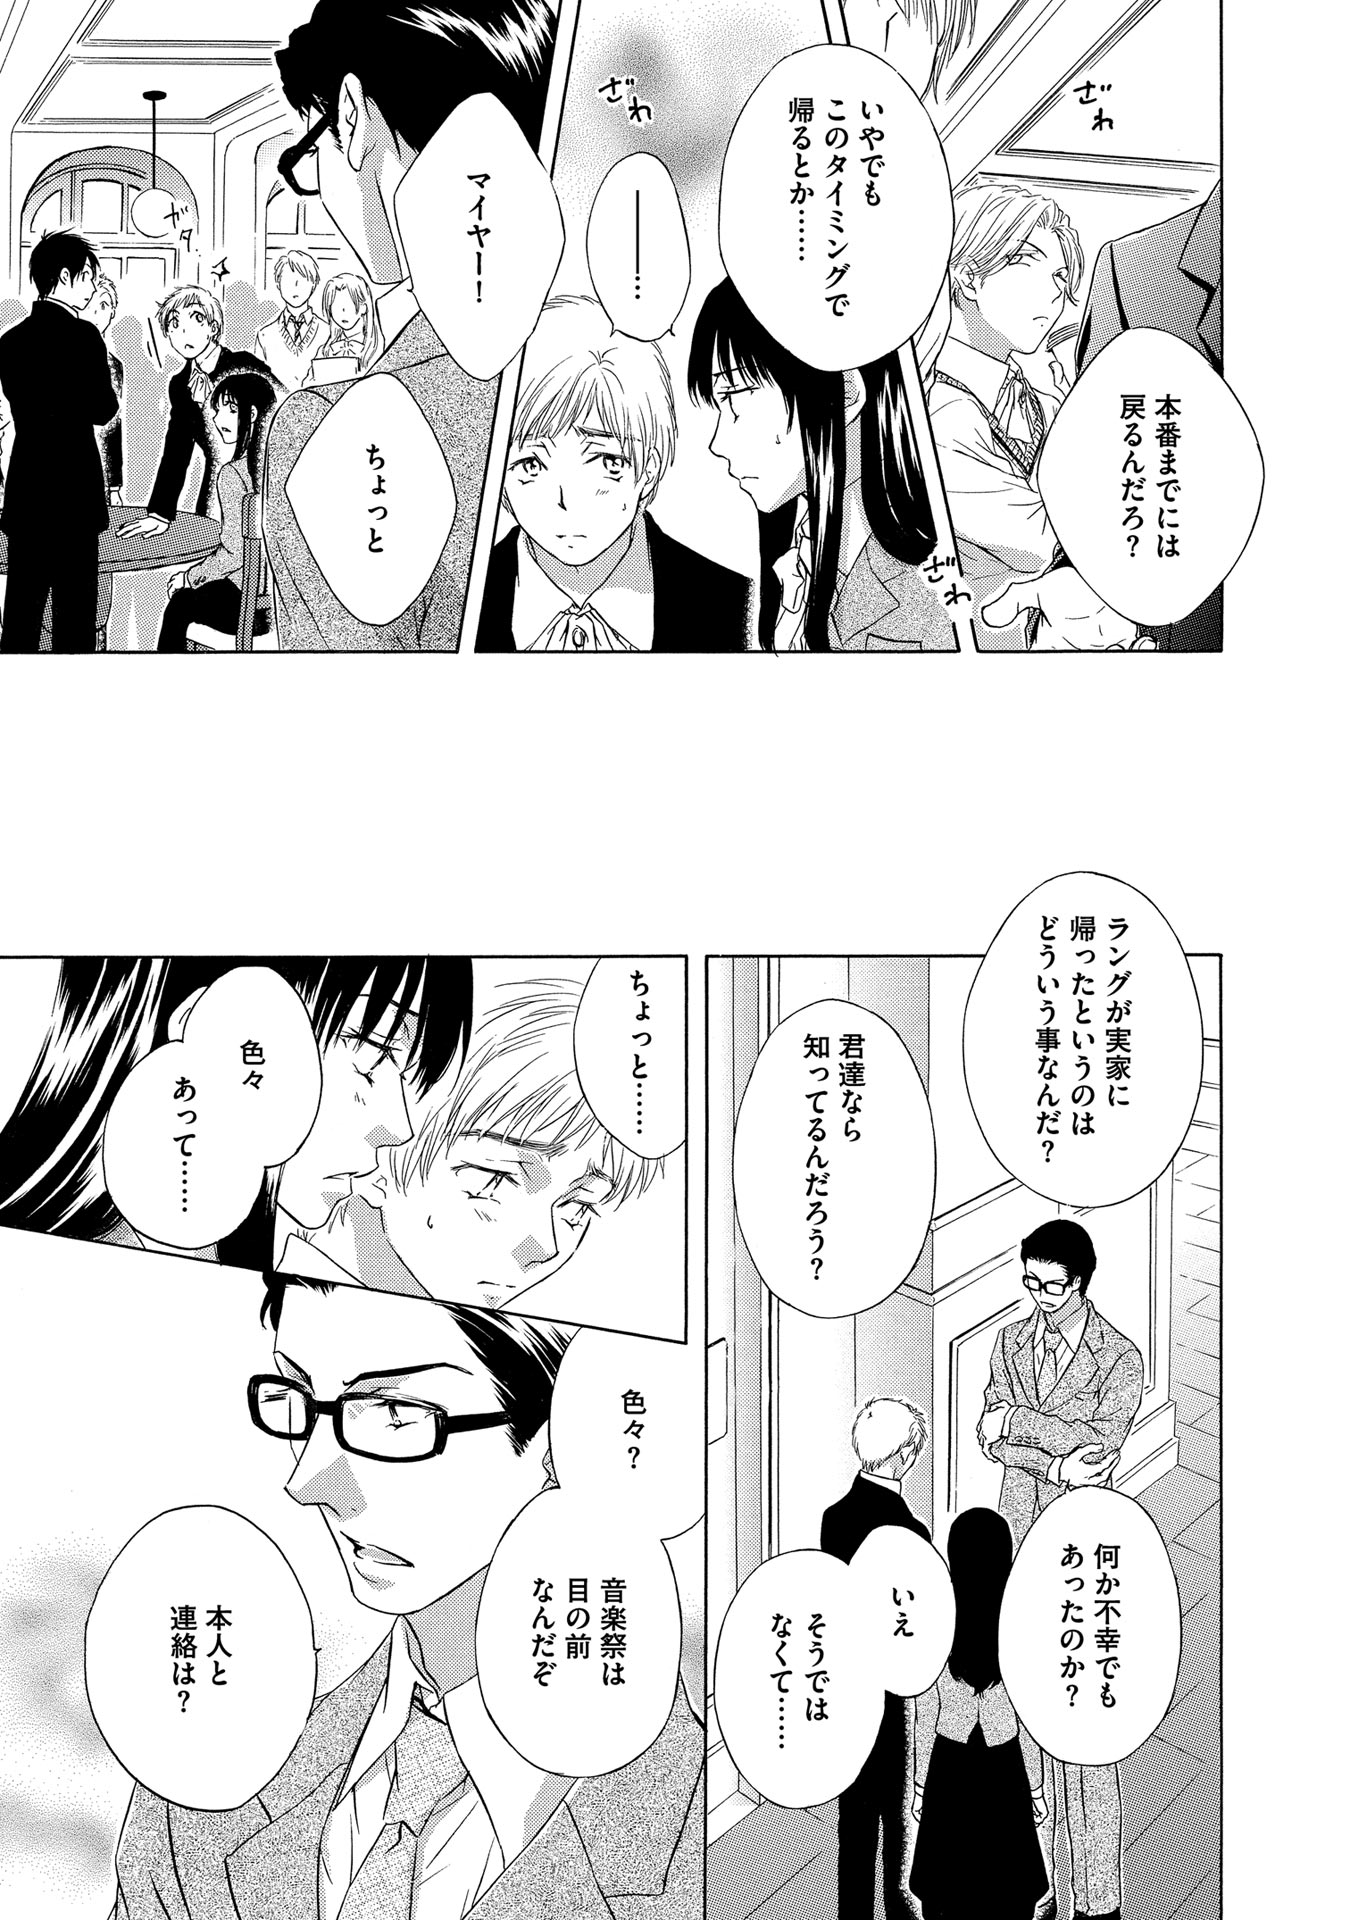 本番までには
戻るんだろ？
ざわ
いやでも
このタイミングで
帰るとか……
ざわ
ざわ
——…
マイヤー！
ちょっと
ガタ
ラングが実家に
帰ったというのは
どういう事なんだ？
君達なら
知ってるんだろう？
何か不幸でも
あったのか？
いえ
そうでは
なくて……
ちょっと……
色々
あって……
色々？
音楽祭は
目の前
なんだぞ
本人と
連絡は？